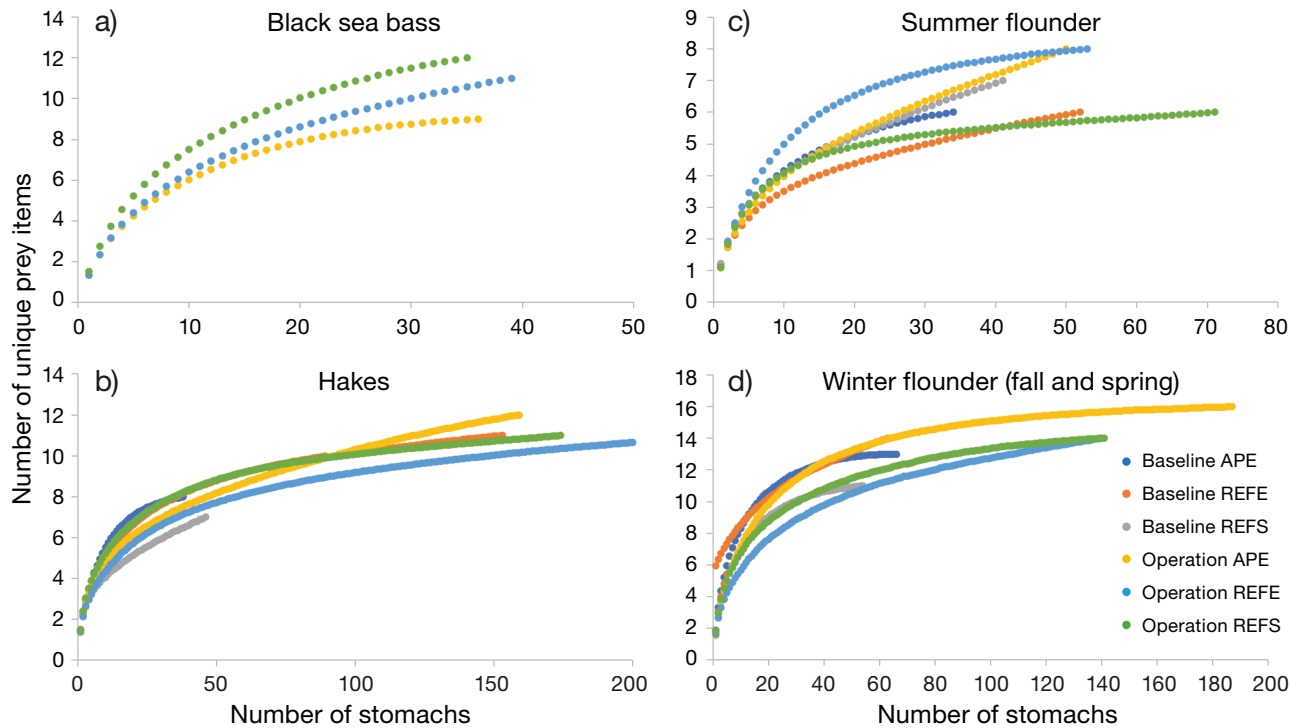 a)
Black sea bass
14
12
10
8
6
4
2
0
0 10 20 30 40 50
c)
Summer flounder
9
8
7
6
5
4
3
2
1
0
0 10 20 30 40 50 60 70 80
b)
Hakes
14
12
10
8
6
4
2
0
0 50 100 150 200
d)
Winter flounder (fall and spring)
18
16
14
12
10
8
6
4
2
0
0 20 40 60 80 100 120 140 160 180 200
Baseline APE
Baseline REFE
Baseline REFS
Operation APE
Operation REFE
Operation REFS
Number of unique prey items
Number of stomachs
Number of stomachs